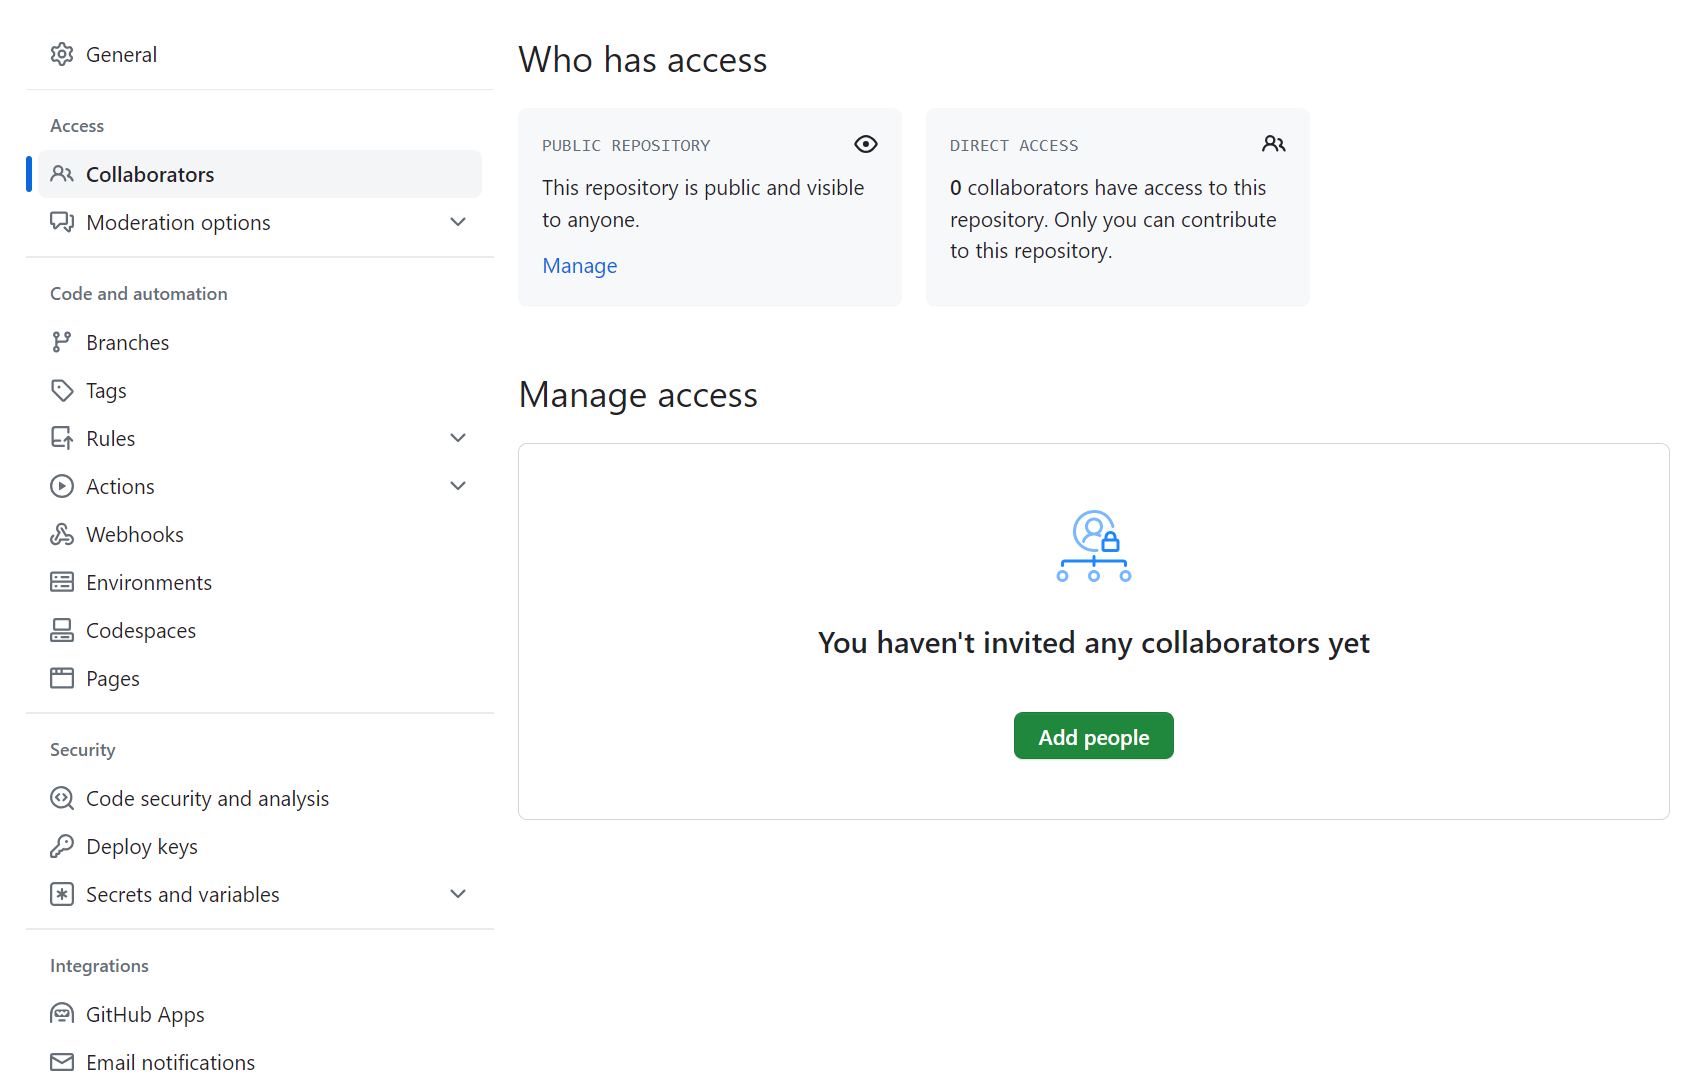 General
Access
Collaborators
Moderation options
Code and automation
Branches
Tags
Rules
Actions
Webhooks
Environments
Codespaces
Pages
Security
Code security and analysis
Deploy keys
Secrets and variables
Integrations
GitHub Apps
Email notifications
Who has access
PUBLIC REPOSITORY
This repository is public and visible
to anyone.
Manage
DIRECT ACCESS
0 collaborators have access to this
repository. Only you can contribute
to this repository.
Manage access
You haven't invited any collaborators yet
Add people